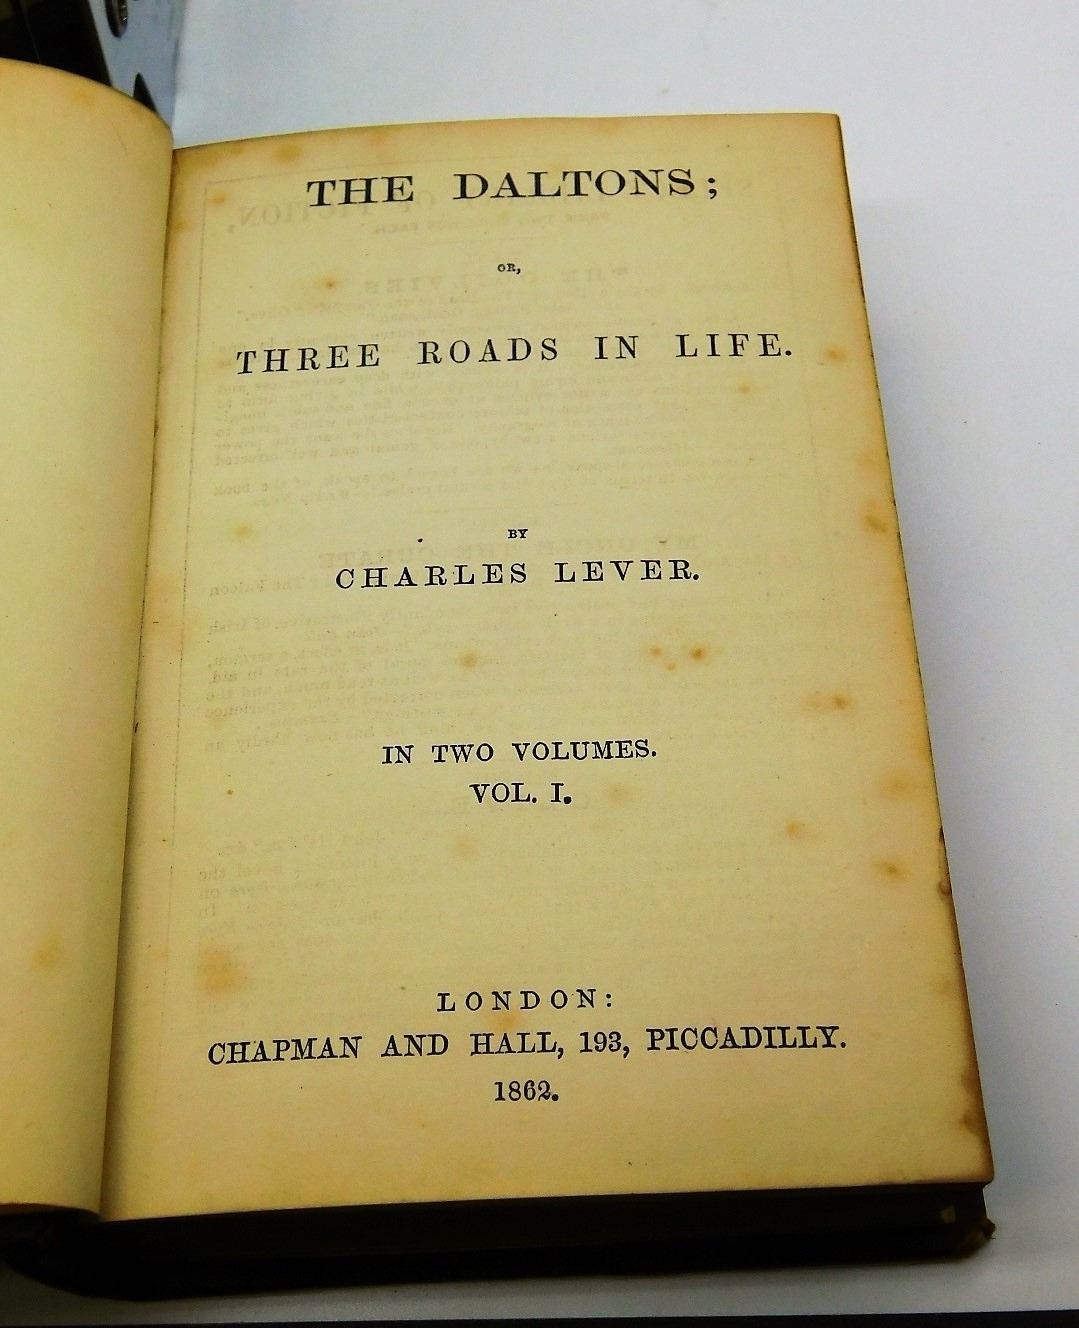 THE DALTONS;
OR,
THREE ROADS IN LIFE.
BY
CHARLES LEVER.
IN TWO VOLUMES.
VOL. I.
LONDON:
CHAPMAN AND HALL, 193, PICCADILLY.
1862.